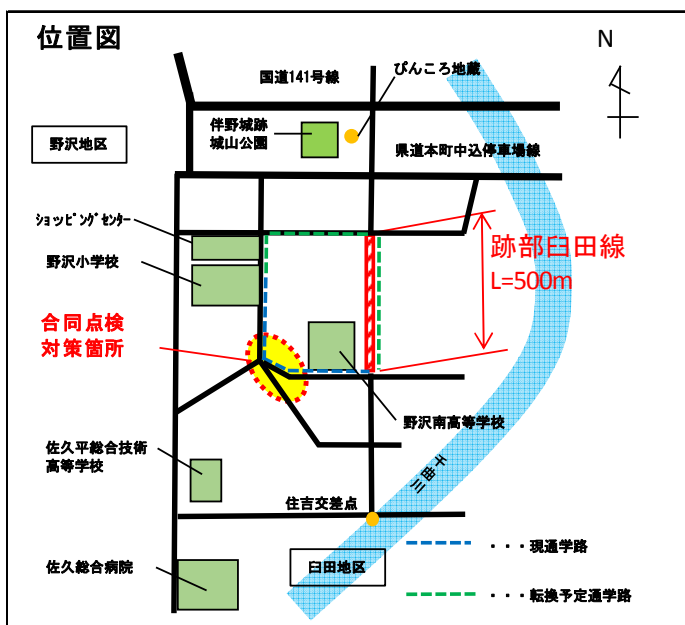 位置図
N
国道141号線
ぴんころ地蔵
伴野城跡
城山公園
野沢地区
県道本町中込停車場線
ｼｮｯﾋﾟﾝｸﾞｾﾝﾀｰ
野沢小学校
跡部臼田線
L=500m
合同点検
対策箇所
野沢南高等学校
佐久平総合技術
高等学校
千曲川
住吉交差点
・・・現通学路
佐久総合病院
臼田地区
・・・転換予定通学路